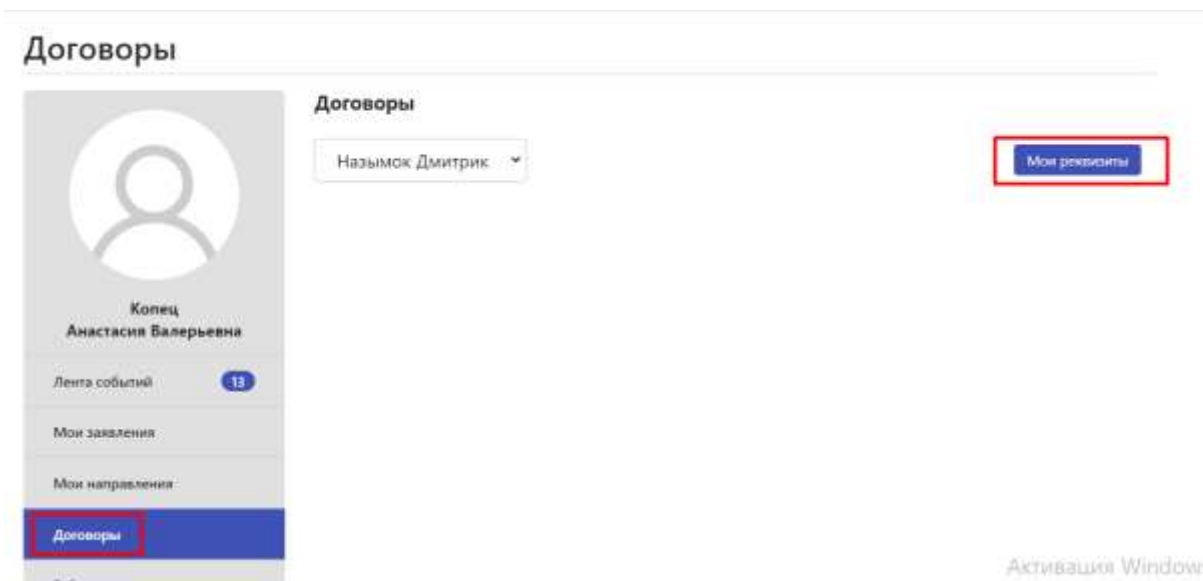 Договоры
Договоры
Назымок Дмитрик
Мои реквизиты
Копец
Анастасия Валерьевна
Лента событий 13
Мои заявления
Мои направления
Договоры
Активация Window